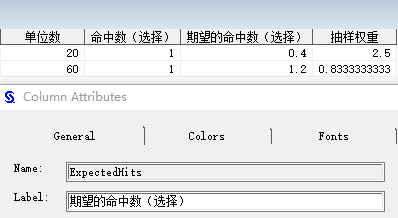 单位数 命中数（选择） 期望的命中数（选择） 抽样权重
20 1 0.4 2.5
60 1 1.2 0.8333333333
Column Attributes
General Colors Fonts
Name: ExpectedHits
Label: 期望的命中数（选择）